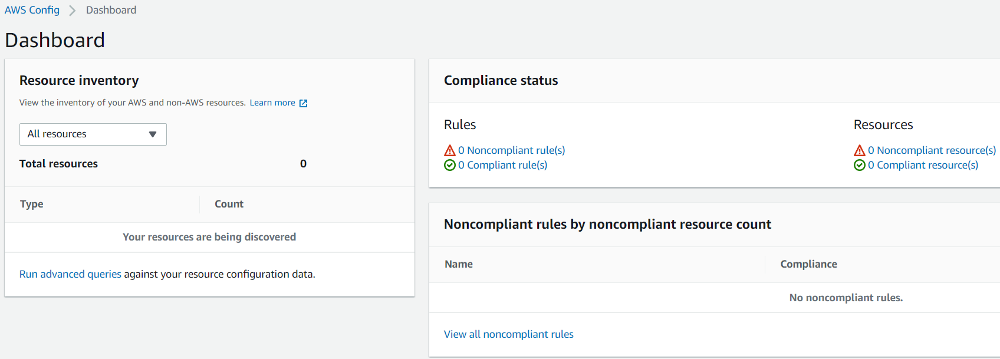 AWS Config > Dashboard
Dashboard
Resource inventory
View the inventory of your AWS and non-AWS resources. Learn more
All resources
Total resources 0
Type Count
Your resources are being discovered
Run advanced queries against your resource configuration data.
Compliance status
Rules Resources
0 Noncompliant rule(s) 0 Noncompliant resource(s)
0 Compliant rule(s) 0 Compliant resource(s)
Noncompliant rules by noncompliant resource count
Name Compliance
No noncompliant rules.
View all noncompliant rules